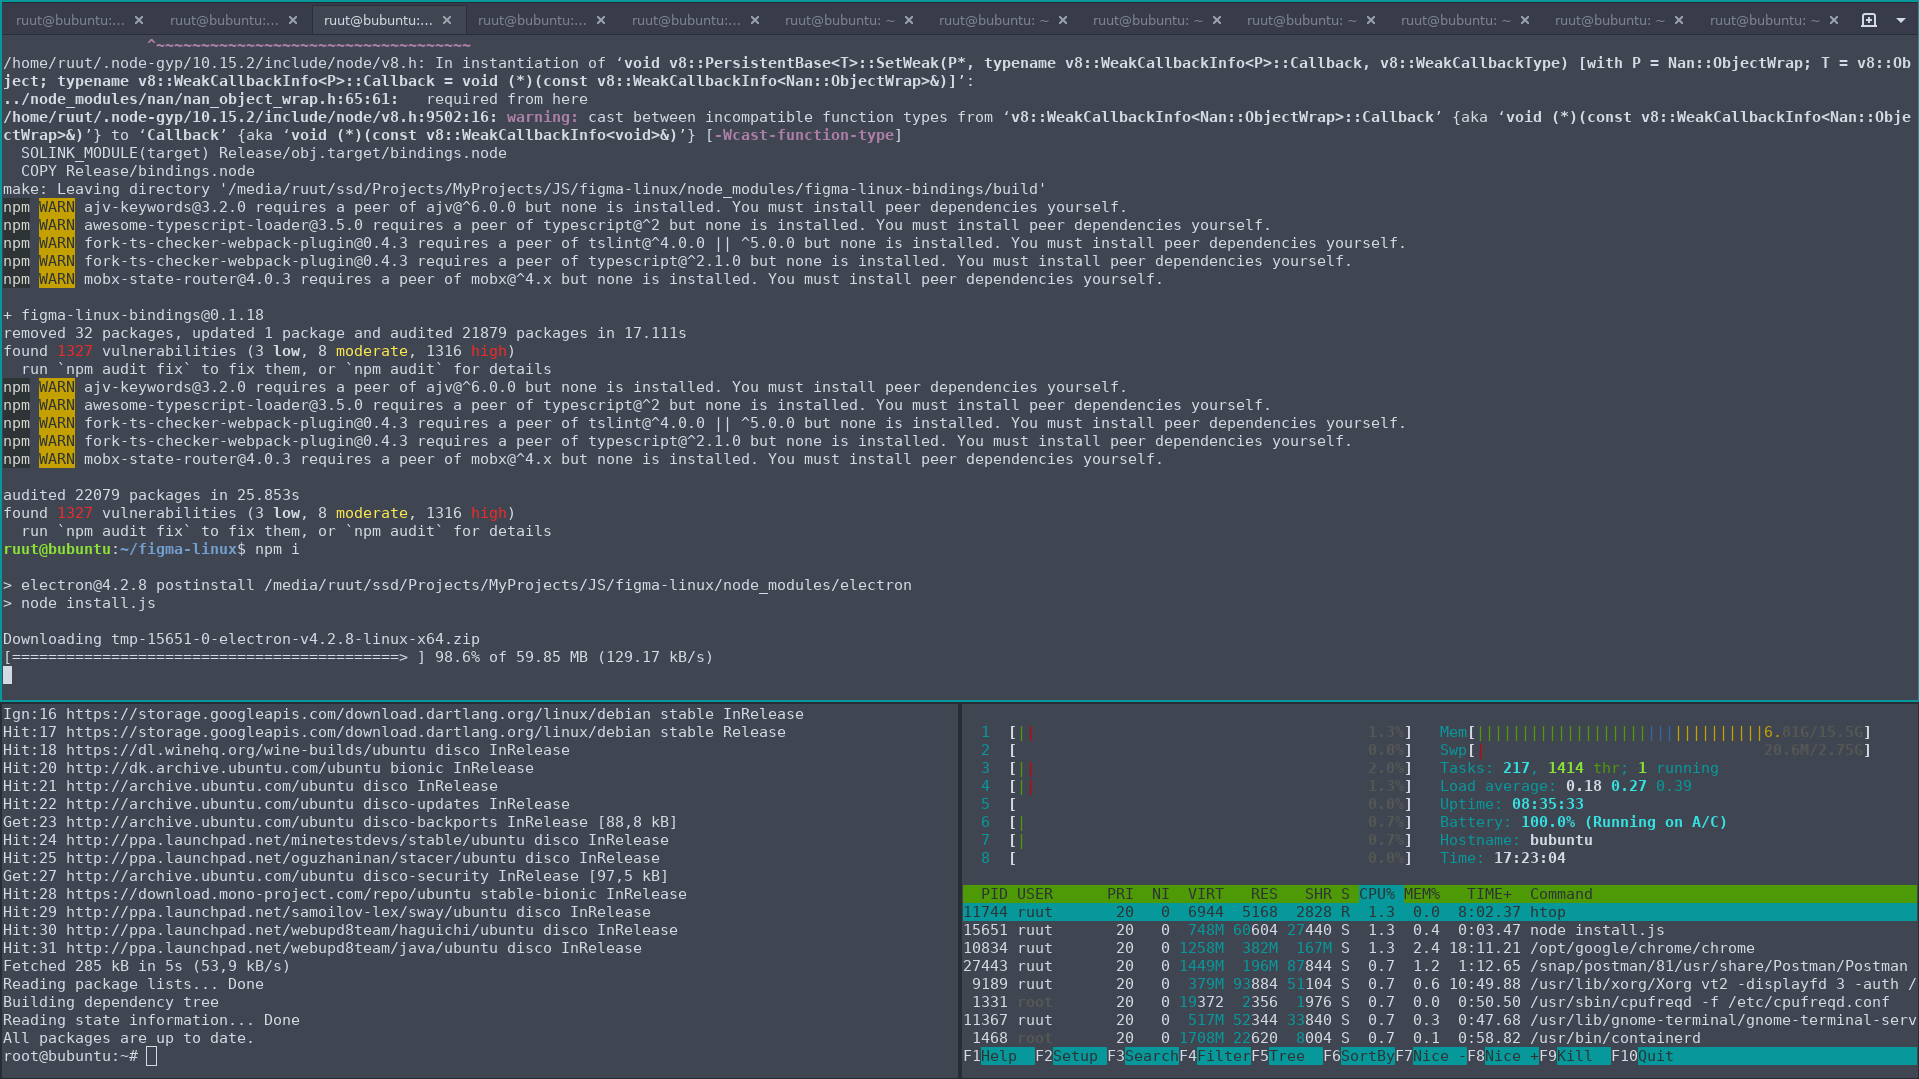 ruut@bubuntu:... × ruut@bubuntu:... × ruut@bubuntu:... × ruut@bubuntu:... × ruut@bubuntu:... × ruut@bubuntu: ~ × ruut@bubuntu: ~ × ruut@bubuntu: ~ × ruut@bubuntu: ~ × ruut@bubuntu: ~ × ruut@bubuntu: ~ × ruut@bubuntu: ~ ×
^~~~~~~~~~~~~~~~~~~~~~~~~~~~~~~~~~~~
/home/ruut/.node-gyp/10.15.2/include/node/v8.h: In instantiation of ‘void v8::PersistentBase<T>::SetWeak(P*, typename v8::WeakCallbackInfo<P>::Callback, v8::WeakCallbackType) [with P = Nan::ObjectWrap; T = v8::Ob
ject; typename v8::WeakCallbackInfo<P>::Callback = void (*)(const v8::WeakCallbackInfo<Nan::ObjectWrap>&)]’:
../node_modules/nan/nan_object_wrap.h:65:61:   required from here
/home/ruut/.node-gyp/10.15.2/include/node/v8.h:9502:16: warning: cast between incompatible function types from ‘v8::WeakCallbackInfo<Nan::ObjectWrap>::Callback’ {aka ‘void (*)(const v8::WeakCallbackInfo<Nan::Obje
ctWrap>&)’} to ‘Callback’ {aka ‘void (*)(const v8::WeakCallbackInfo<void>&)’} [-Wcast-function-type]
SOLINK_MODULE(target) Release/obj.target/bindings.node
COPY Release/bindings.node
make: Leaving directory '/media/ruut/ssd/Projects/MyProjects/JS/figma-linux/node_modules/figma-linux-bindings/build'
npm WARN ajv-keywords@3.2.0 requires a peer of ajv@^6.0.0 but none is installed. You must install peer dependencies yourself.
npm WARN awesome-typescript-loader@3.5.0 requires a peer of typescript@^2 but none is installed. You must install peer dependencies yourself.
npm WARN fork-ts-checker-webpack-plugin@0.4.3 requires a peer of tslint@^4.0.0 || ^5.0.0 but none is installed. You must install peer dependencies yourself.
npm WARN fork-ts-checker-webpack-plugin@0.4.3 requires a peer of typescript@^2.1.0 but none is installed. You must install peer dependencies yourself.
npm WARN mobx-state-router@4.0.3 requires a peer of mobx@^4.x but none is installed. You must install peer dependencies yourself.
+ figma-linux-bindings@0.1.18
removed 32 packages, updated 1 package and audited 21879 packages in 17.111s
found 1327 vulnerabilities (3 low, 8 moderate, 1316 high)
run `npm audit fix` to fix them, or `npm audit` for details
npm WARN ajv-keywords@3.2.0 requires a peer of ajv@^6.0.0 but none is installed. You must install peer dependencies yourself.
npm WARN awesome-typescript-loader@3.5.0 requires a peer of typescript@^2 but none is installed. You must install peer dependencies yourself.
npm WARN fork-ts-checker-webpack-plugin@0.4.3 requires a peer of tslint@^4.0.0 || ^5.0.0 but none is installed. You must install peer dependencies yourself.
npm WARN fork-ts-checker-webpack-plugin@0.4.3 requires a peer of typescript@^2.1.0 but none is installed. You must install peer dependencies yourself.
npm WARN mobx-state-router@4.0.3 requires a peer of mobx@^4.x but none is installed. You must install peer dependencies yourself.
audited 22079 packages in 25.853s
found 1327 vulnerabilities (3 low, 8 moderate, 1316 high)
run `npm audit fix` to fix them, or `npm audit` for details
ruut@bubuntu:~/figma-linux$ npm i
> electron@4.2.8 postinstall /media/ruut/ssd/Projects/MyProjects/JS/figma-linux/node_modules/electron
> node install.js
Downloading tmp-15651-0-electron-v4.2.8-linux-x64.zip
[===========================================> ] 98.6% of 59.85 MB (129.17 kB/s)
Ign:16 https://storage.googleapis.com/download.dartlang.org/linux/debian stable InRelease
Hit:17 https://storage.googleapis.com/download.dartlang.org/linux/debian stable Release
Hit:18 https://dl.winehq.org/wine-builds/ubuntu disco InRelease
Hit:20 http://dk.archive.ubuntu.com/ubuntu bionic InRelease
Hit:21 http://archive.ubuntu.com/ubuntu disco InRelease
Hit:22 http://archive.ubuntu.com/ubuntu disco-updates InRelease
Get:23 http://archive.ubuntu.com/ubuntu disco-backports InRelease [88,8 kB]
Hit:24 http://ppa.launchpad.net/minetestdevs/stable/ubuntu disco InRelease
Hit:25 http://ppa.launchpad.net/oguzhaninan/stacer/ubuntu disco InRelease
Get:27 http://archive.ubuntu.com/ubuntu disco-security InRelease [97,5 kB]
Hit:28 https://download.mono-project.com/repo/ubuntu stable-bionic InRelease
Hit:29 http://ppa.launchpad.net/samoilov-lex/sway/ubuntu disco InRelease
Hit:30 http://ppa.launchpad.net/webupd8team/haguichi/ubuntu disco InRelease
Hit:31 http://ppa.launchpad.net/webupd8team/java/ubuntu disco InRelease
Fetched 285 kB in 5s (53,9 kB/s)
Reading package lists... Done
Building dependency tree
Reading state information... Done
All packages are up to date.
root@bubuntu:~#
1 [|| 1.3%] Mem[||||||||||||||||||||||||||||||||6.81G/15.5G]
2 [ 0.0%] Swp[| 20.6M/2.75G]
3 [|| 2.0%] Tasks: 217, 1414 thr; 1 running
4 [|| 1.3%] Load average: 0.18 0.27 0.39
5 [ 0.0%] Uptime: 08:35:33
6 [| 0.7%] Battery: 100.0% (Running on A/C)
7 [| 0.7%] Hostname: bubuntu
8 [ 0.0%] Time: 17:23:04
PID USER PRI NI VIRT RES SHR S CPU% MEM% TIME+ Command
11744 ruut 20 0 6944 5168 2828 R 1.3 0.0 8:02.37 htop
15651 ruut 20 0 748M 60604 27440 S 1.3 0.4 0:03.47 node install.js
10834 ruut 20 0 1258M 382M 167M S 1.3 2.4 18:11.21 /opt/google/chrome/chrome
27443 ruut 20 0 1449M 196M 87844 S 0.7 1.2 1:12.65 /snap/postman/81/usr/share/Postman/Postman
9189 ruut 20 0 379M 93884 51104 S 0.7 0.6 10:49.88 /usr/lib/xorg/Xorg vt2 -displayfd 3 -auth /
1331 root 20 0 19372 2356 1976 S 0.7 0.0 0:50.50 /usr/sbin/cpufreqd -f /etc/cpufreqd.conf
11367 ruut 20 0 517M 52344 33840 S 0.7 0.3 0:47.68 /usr/lib/gnome-terminal/gnome-terminal-serv
1468 root 20 0 1708M 22620 8004 S 0.7 0.1 0:58.82 /usr/bin/containerd
F1Help F2Setup F3SearchF4FilterF5Tree F6SortByF7Nice -F8Nice +F9Kill F10Quit